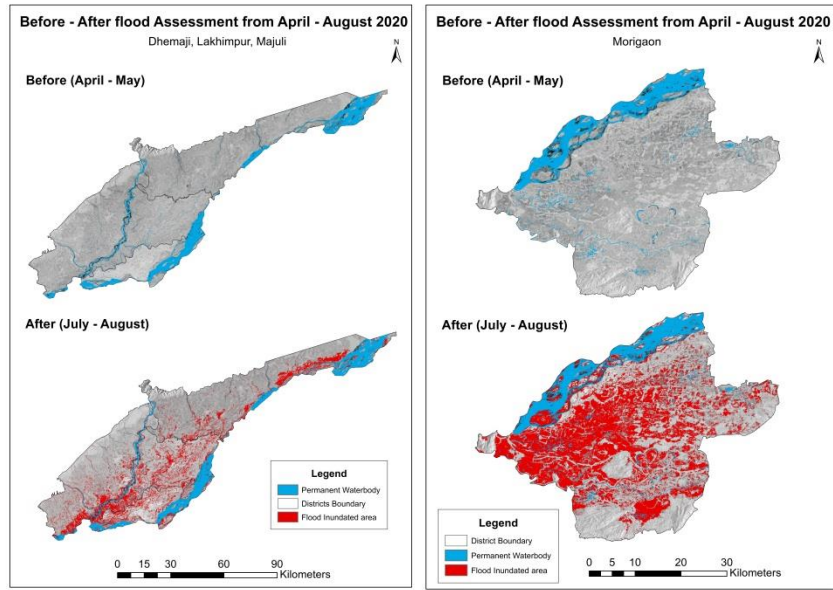 Before - After flood Assessment from April - August 2020
Dhemaji, Lakhimpur, Majuli
N
Before (April - May)
After (July - August)
Legend
Permanent Waterbody
Districts Boundary
Flood Inundated area
0 15 30 60 90
Kilometers
Before - After flood Assessment from April - August 2020
Morigaon
N
Before (April - May)
After (July - August)
Legend
District Boundary
Permanent Waterbody
Flood Inundated area
0 5 10 20 30
Kilometers